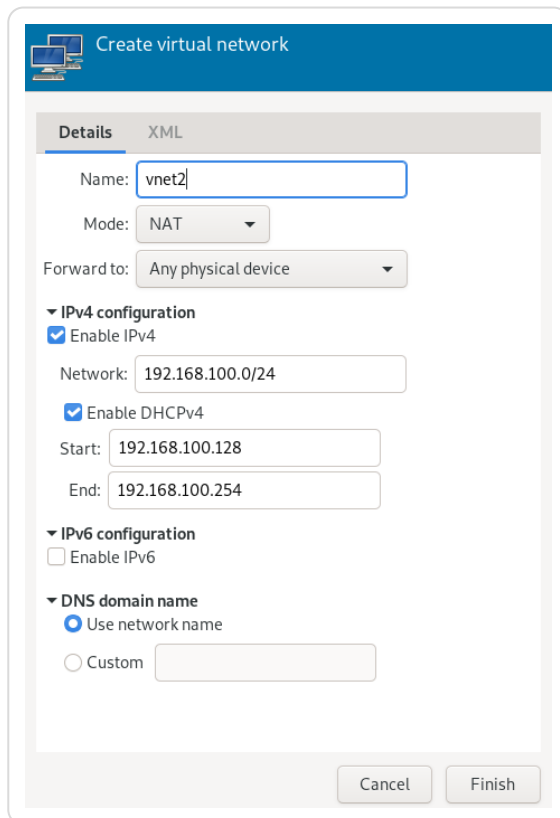 Create virtual network
Details XML
Name: vnet2
Mode: NAT
Forward to: Any physical device
IPv4 configuration
Enable IPv4
Network: 192.168.100.0/24
Enable DHCPv4
Start: 192.168.100.128
End: 192.168.100.254
IPv6 configuration
Enable IPv6
DNS domain name
Use network name
Custom
Cancel Finish